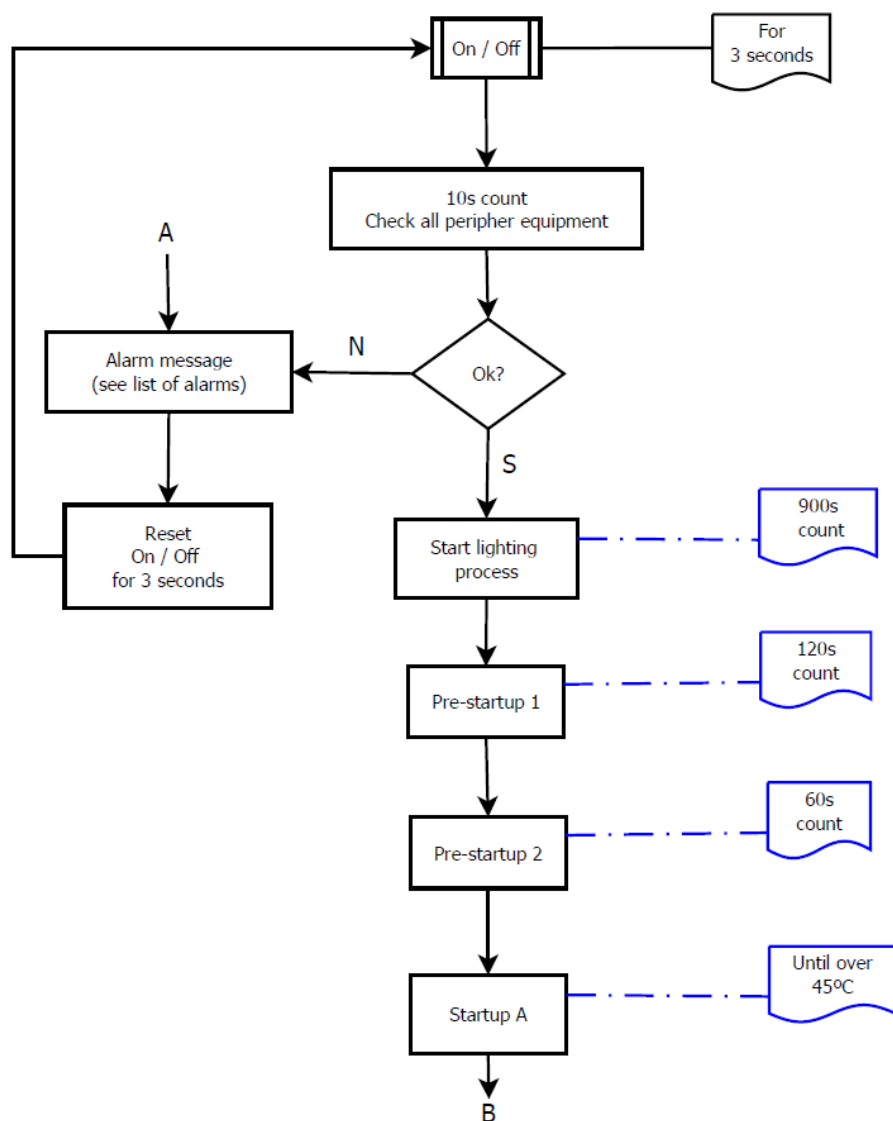 On / Off
For
3 seconds
10s count
Check all peripher equipment
A
Alarm message
(see list of alarms)
N
Ok?
S
Reset
On / Off
for 3 seconds
Start lighting
process
900s
count
Pre-startup 1
120s
count
Pre-startup 2
60s
count
Startup A
Until over
45ºC
B